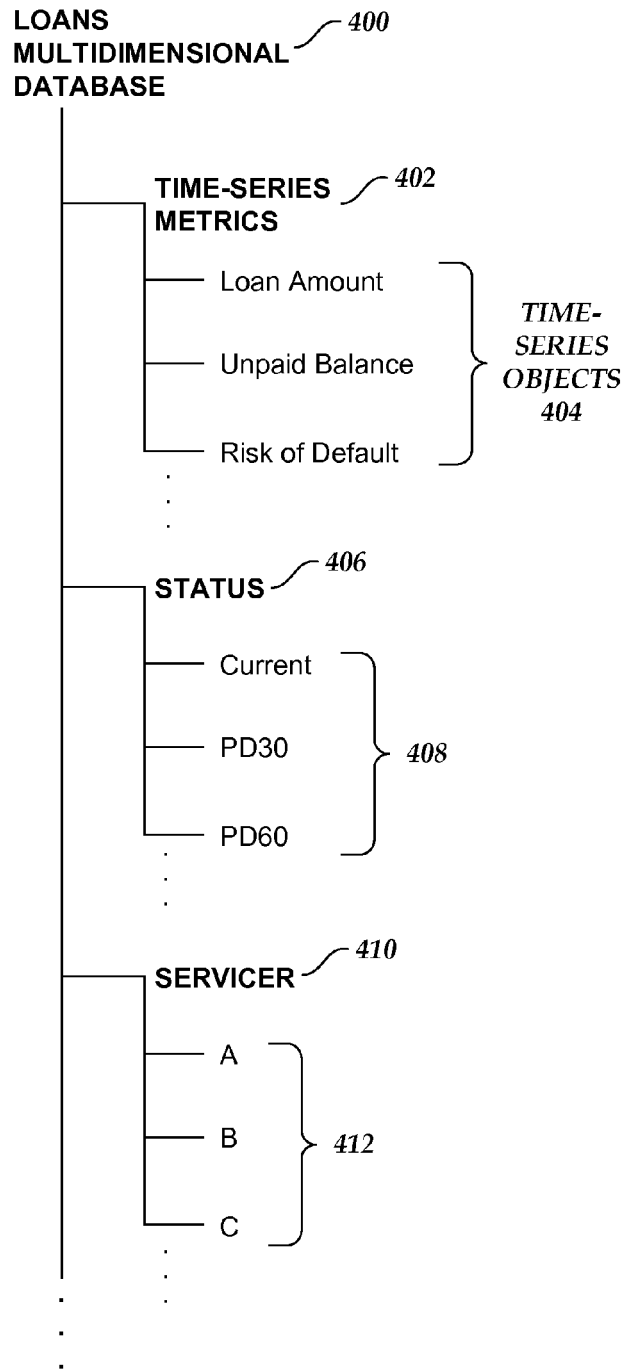 LOANS
MULTIDIMENSIONAL
DATABASE
400
TIME-SERIES
METRICS
402
Loan Amount
Unpaid Balance
Risk of Default
TIME-
SERIES
OBJECTS
404
STATUS
406
Current
PD30
PD60
408
SERVICER
410
A
B
C
412